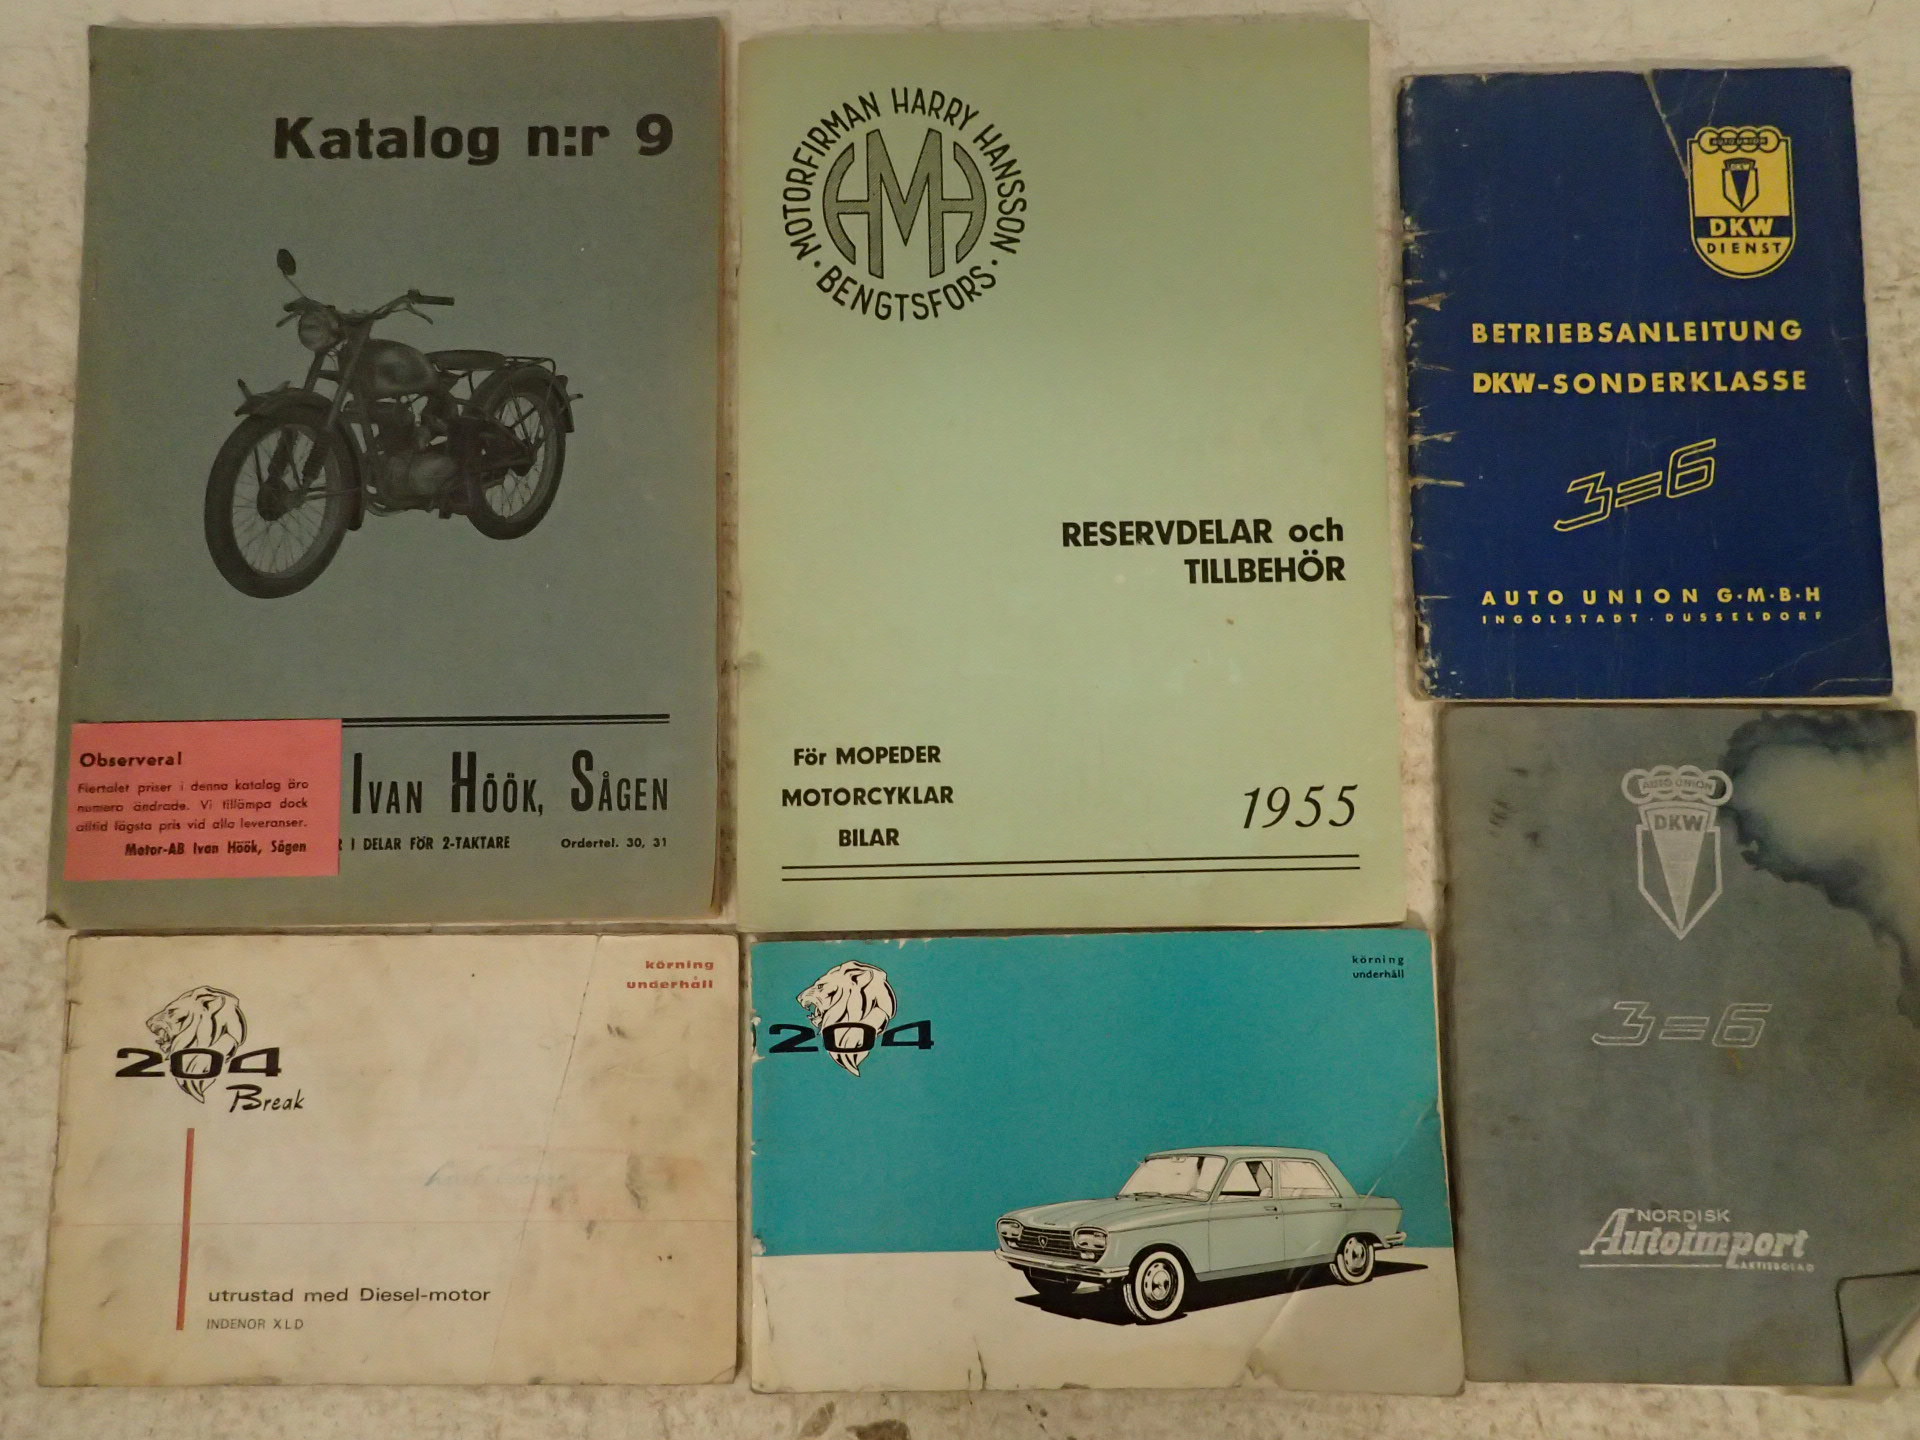 Katalog n:r 9
Observera!
Flertalet priser i denna katalog äro
numera ändrade. Vi tillämpa dock
alltid lägsta pris vid alla leveranser.
Motor-AB Ivan Höök, Sågen
IVAN HÖÖK, SÅGEN
I DELAR FÖR 2-TAKTARE
Ordertel. 30, 31
MOTORFIRMAN HARRY HANSSON
· BENGTSFORS ·
HMH
RESERVDELAR och
TILLBEHÖR
För MOPEDER
MOTORCYKLAR
BILAR
1955
AUTO UNION
DKW
DKW
DIENST
BETRIEBSANLEITUNG
DKW-SONDERKLASSE
3=6
AUTO UNION G·M·B·H
INGOLSTADT · DUSSELDORF
körning
underhåll
204
Break
utrustad med Diesel-motor
INDENOR XLD
körning
underhåll
204
AUTO UNION
DKW
3=6
NORDISK
Autoimport
AKTIEBOLAG